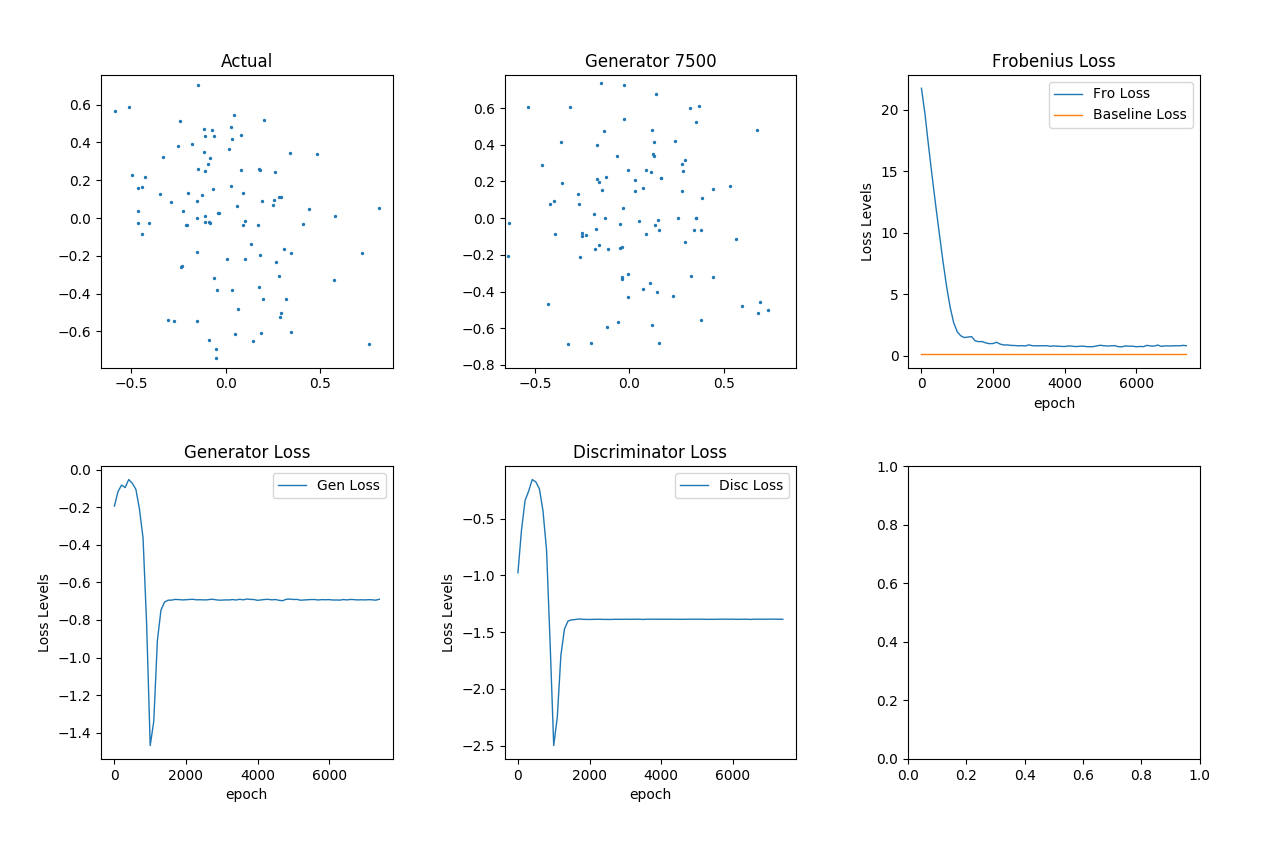 Actual
0.6
0.4
0.2
0.0
−0.2
−0.4
−0.6
−0.5 0.0 0.5
Generator 7500
0.6
0.4
0.2
0.0
−0.2
−0.4
−0.6
−0.8
−0.5 0.0 0.5
Frobenius Loss
Fro Loss
Baseline Loss
Loss Levels
20
15
10
5
0
0 2000 4000 6000
epoch
Generator Loss
Gen Loss
Loss Levels
0.0
−0.2
−0.4
−0.6
−0.8
−1.0
−1.2
−1.4
0 2000 4000 6000
epoch
Discriminator Loss
Disc Loss
Loss Levels
−0.5
−1.0
−1.5
−2.0
−2.5
0 2000 4000 6000
epoch
1.0
0.8
0.6
0.4
0.2
0.0
0.0 0.2 0.4 0.6 0.8 1.0